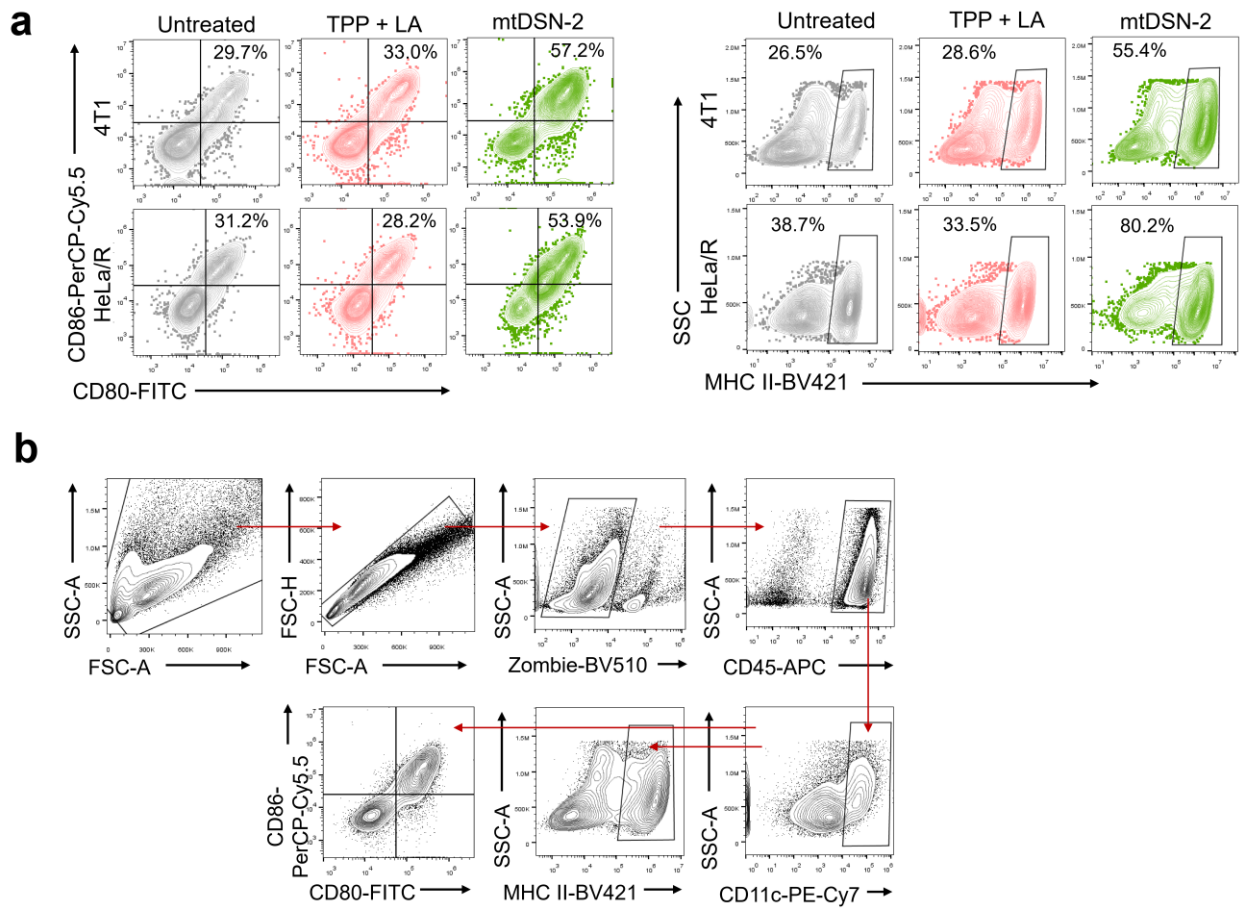 a
Untreated
TPP + LA
mtDSN-2
Untreated
TPP + LA
mtDSN-2
CD86-PerCP-Cy5.5
4T1
29.7%
33.0%
57.2%
HeLa/R
31.2%
28.2%
53.9%
CD80-FITC
SSC
4T1
26.5%
28.6%
55.4%
HeLa/R
38.7%
33.5%
80.2%
MHC II-BV421
b
SSC-A
FSC-A
FSC-H
FSC-A
SSC-A
Zombie-BV510
SSC-A
CD45-APC
CD86-
PerCP-Cy5.5
CD80-FITC
SSC-A
MHC II-BV421
SSC-A
CD11c-PE-Cy7